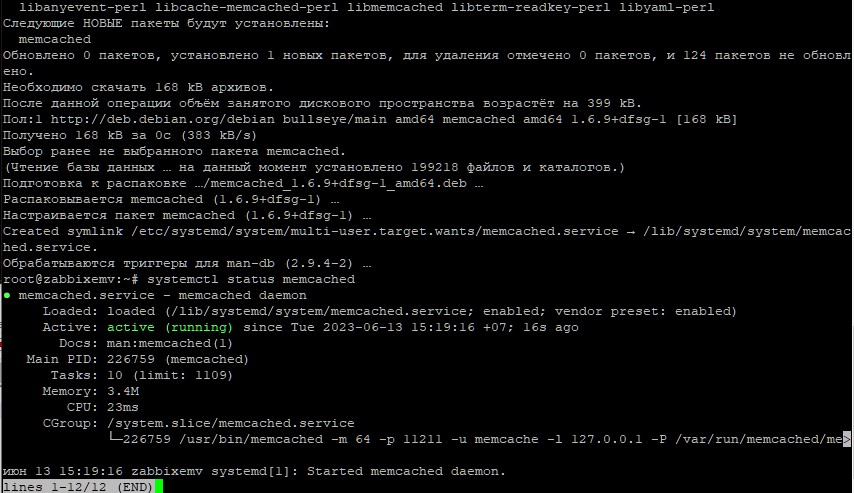 libanyevent-perl libcache-memcached-perl libmemcached libterm-readkey-perl libyaml-perl
Следующие НОВЫЕ пакеты будут установлены:
memcached
Обновлено 0 пакетов, установлено 1 новых пакетов, для удаления отмечено 0 пакетов, и 124 пакетов не обновл
ено.
Необходимо скачать 168 kB архивов.
После данной операции объём занятого дискового пространства возрастёт на 399 kB.
Пол:1 http://deb.debian.org/debian bullseye/main amd64 memcached amd64 1.6.9+dfsg-1 [168 kB]
Получено 168 kB за 0с (383 kB/s)
Выбор ранее не выбранного пакета memcached.
(Чтение базы данных … на данный момент установлено 199218 файлов и каталогов.)
Подготовка к распаковке …/memcached_1.6.9+dfsg-1_amd64.deb …
Распаковывается memcached (1.6.9+dfsg-1) …
Настраивается пакет memcached (1.6.9+dfsg-1) …
Created symlink /etc/systemd/system/multi-user.target.wants/memcached.service → /lib/systemd/system/memcac
hed.service.
Обрабатываются триггеры для man-db (2.9.4-2) …
root@zabbixemv:~# systemctl status memcached
● memcached.service - memcached daemon
Loaded: loaded (/lib/systemd/system/memcached.service; enabled; vendor preset: enabled)
Active: active (running) since Tue 2023-06-13 15:19:16 +07; 16s ago
Docs: man:memcached(1)
Main PID: 226759 (memcached)
Tasks: 10 (limit: 1109)
Memory: 3.4M
CPU: 23ms
CGroup: /system.slice/memcached.service
└─226759 /usr/bin/memcached -m 64 -p 11211 -u memcache -l 127.0.0.1 -P /var/run/memcached/me>
июн 13 15:19:16 zabbixemv systemd[1]: Started memcached daemon.
lines 1-12/12 (END)